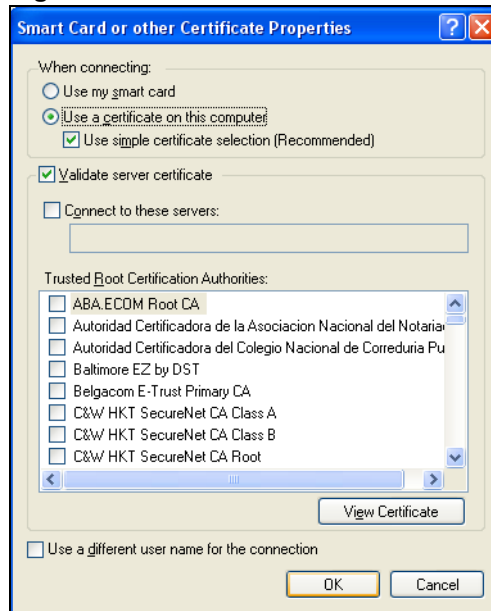 Smart Card or other Certificate Properties
When connecting:
Use my smart card
Use a certificate on this computer
Use simple certificate selection (Recommended)
Validate server certificate
Connect to these servers:
Trusted Root Certification Authorities:
ABA.ECOM Root CA
Autoridad Certificadora de la Asociacion Nacional del Notaria
Autoridad Certificadora del Colegio Nacional de Correduria Pu
Baltimore EZ by DST
Belgacom E-Trust Primary CA
C&W HKT SecureNet CA Class A
C&W HKT SecureNet CA Class B
C&W HKT SecureNet CA Root
View Certificate
Use a different user name for the connection
OK Cancel